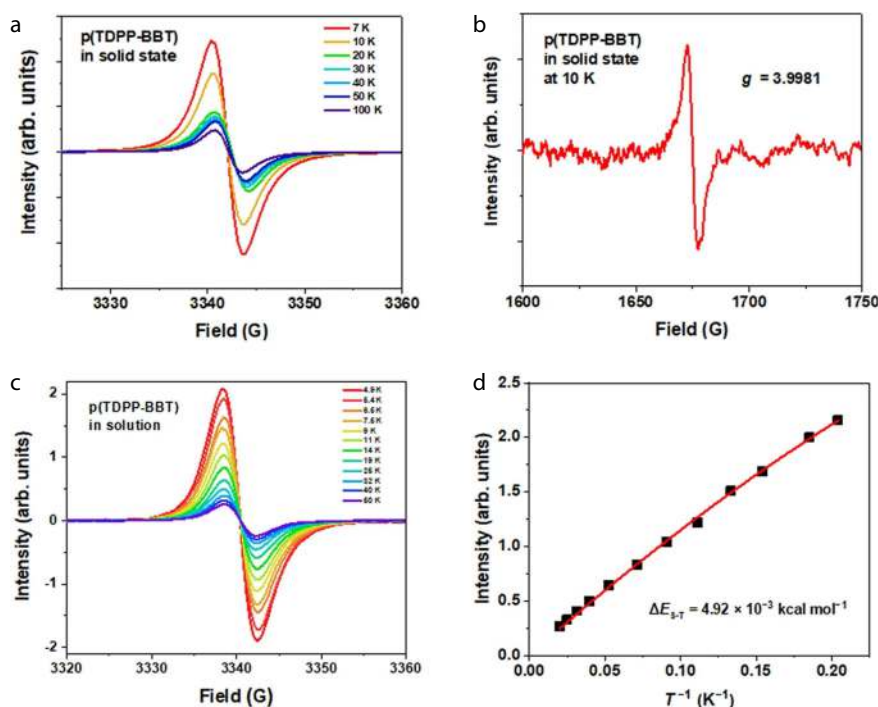 a
p(TDPP-BBT)
in solid state
7 K
10 K
20 K
30 K
40 K
50 K
100 K
Intensity (arb. units)
3330 3340 3350 3360
Field (G)
b
p(TDPP-BBT)
in solid state
at 10 K
g = 3.9981
Intensity (arb. units)
1600 1650 1700 1750
Field (G)
c
p(TDPP-BBT)
in solution
4.9 K
5.4 K
6.5 K
7.5 K
9 K
11 K
14 K
19 K
25 K
32 K
40 K
50 K
Intensity (arb. units)
2
1
0
-1
-2
3320 3330 3340 3350 3360
Field (G)
d
2.5
2.0
1.5
1.0
0.5
0.0
Intensity (arb. units)
ΔE_S-T = 4.92 × 10⁻³ kcal mol⁻¹
0.00 0.05 0.10 0.15 0.20
T⁻¹ (K⁻¹)